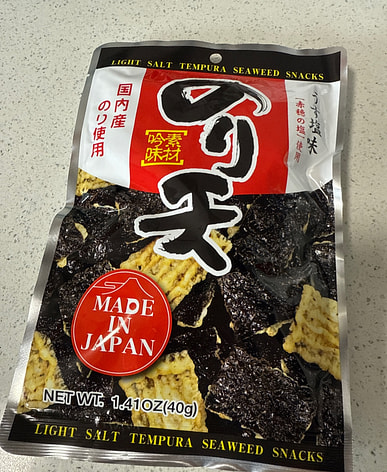 LIGHT SALT TEMPURA SEAWEED SNACKS
うす塩味
「赤穂の塩」使用
のり天
素材
吟味
国内産
のり使用
MADE
IN
JAPAN
NET WT. 1.41OZ(40g)
LIGHT SALT TEMPURA SEAWEED SNACKS